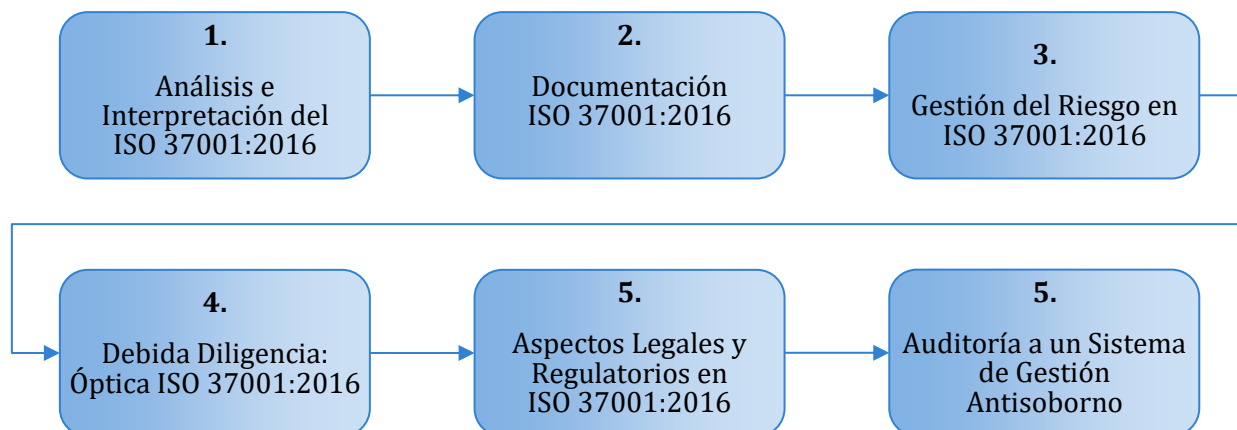 1.
Análisis e
Interpretación del
ISO 37001:2016
2.
Documentación
ISO 37001:2016
3.
Gestión del Riesgo en
ISO 37001:2016
4.
Debida Diligencia:
Óptica ISO 37001:2016
5.
Aspectos Legales y
Regulatorios en
ISO 37001:2016
5.
Auditoría a un Sistema
de Gestión
Antisoborno